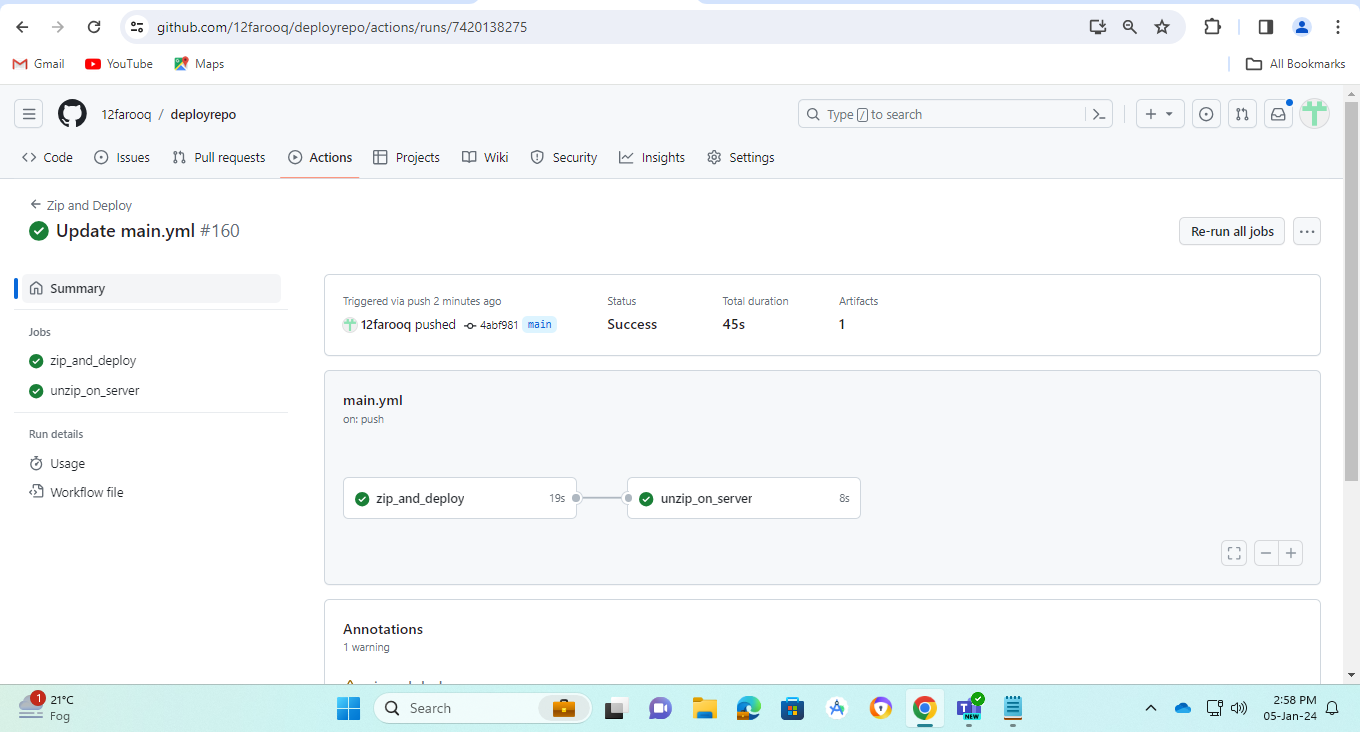 github.com/12farooq/deployrepo/actions/runs/7420138275
Gmail YouTube Maps All Bookmarks
12farooq / deployrepo Type / to search
Code Issues Pull requests Actions Projects Wiki Security Insights Settings
Zip and Deploy
Update main.yml #160
Re-run all jobs
Summary
Jobs
zip_and_deploy
unzip_on_server
Run details
Usage
Workflow file
Triggered via push 2 minutes ago
12farooq pushed 4abf981 main
Status
Success
Total duration
45s
Artifacts
1
main.yml
on: push
zip_and_deploy 19s
unzip_on_server 8s
Annotations
1 warning
1
21°C
Fog
Search
NEW
2:58 PM
05-Jan-24